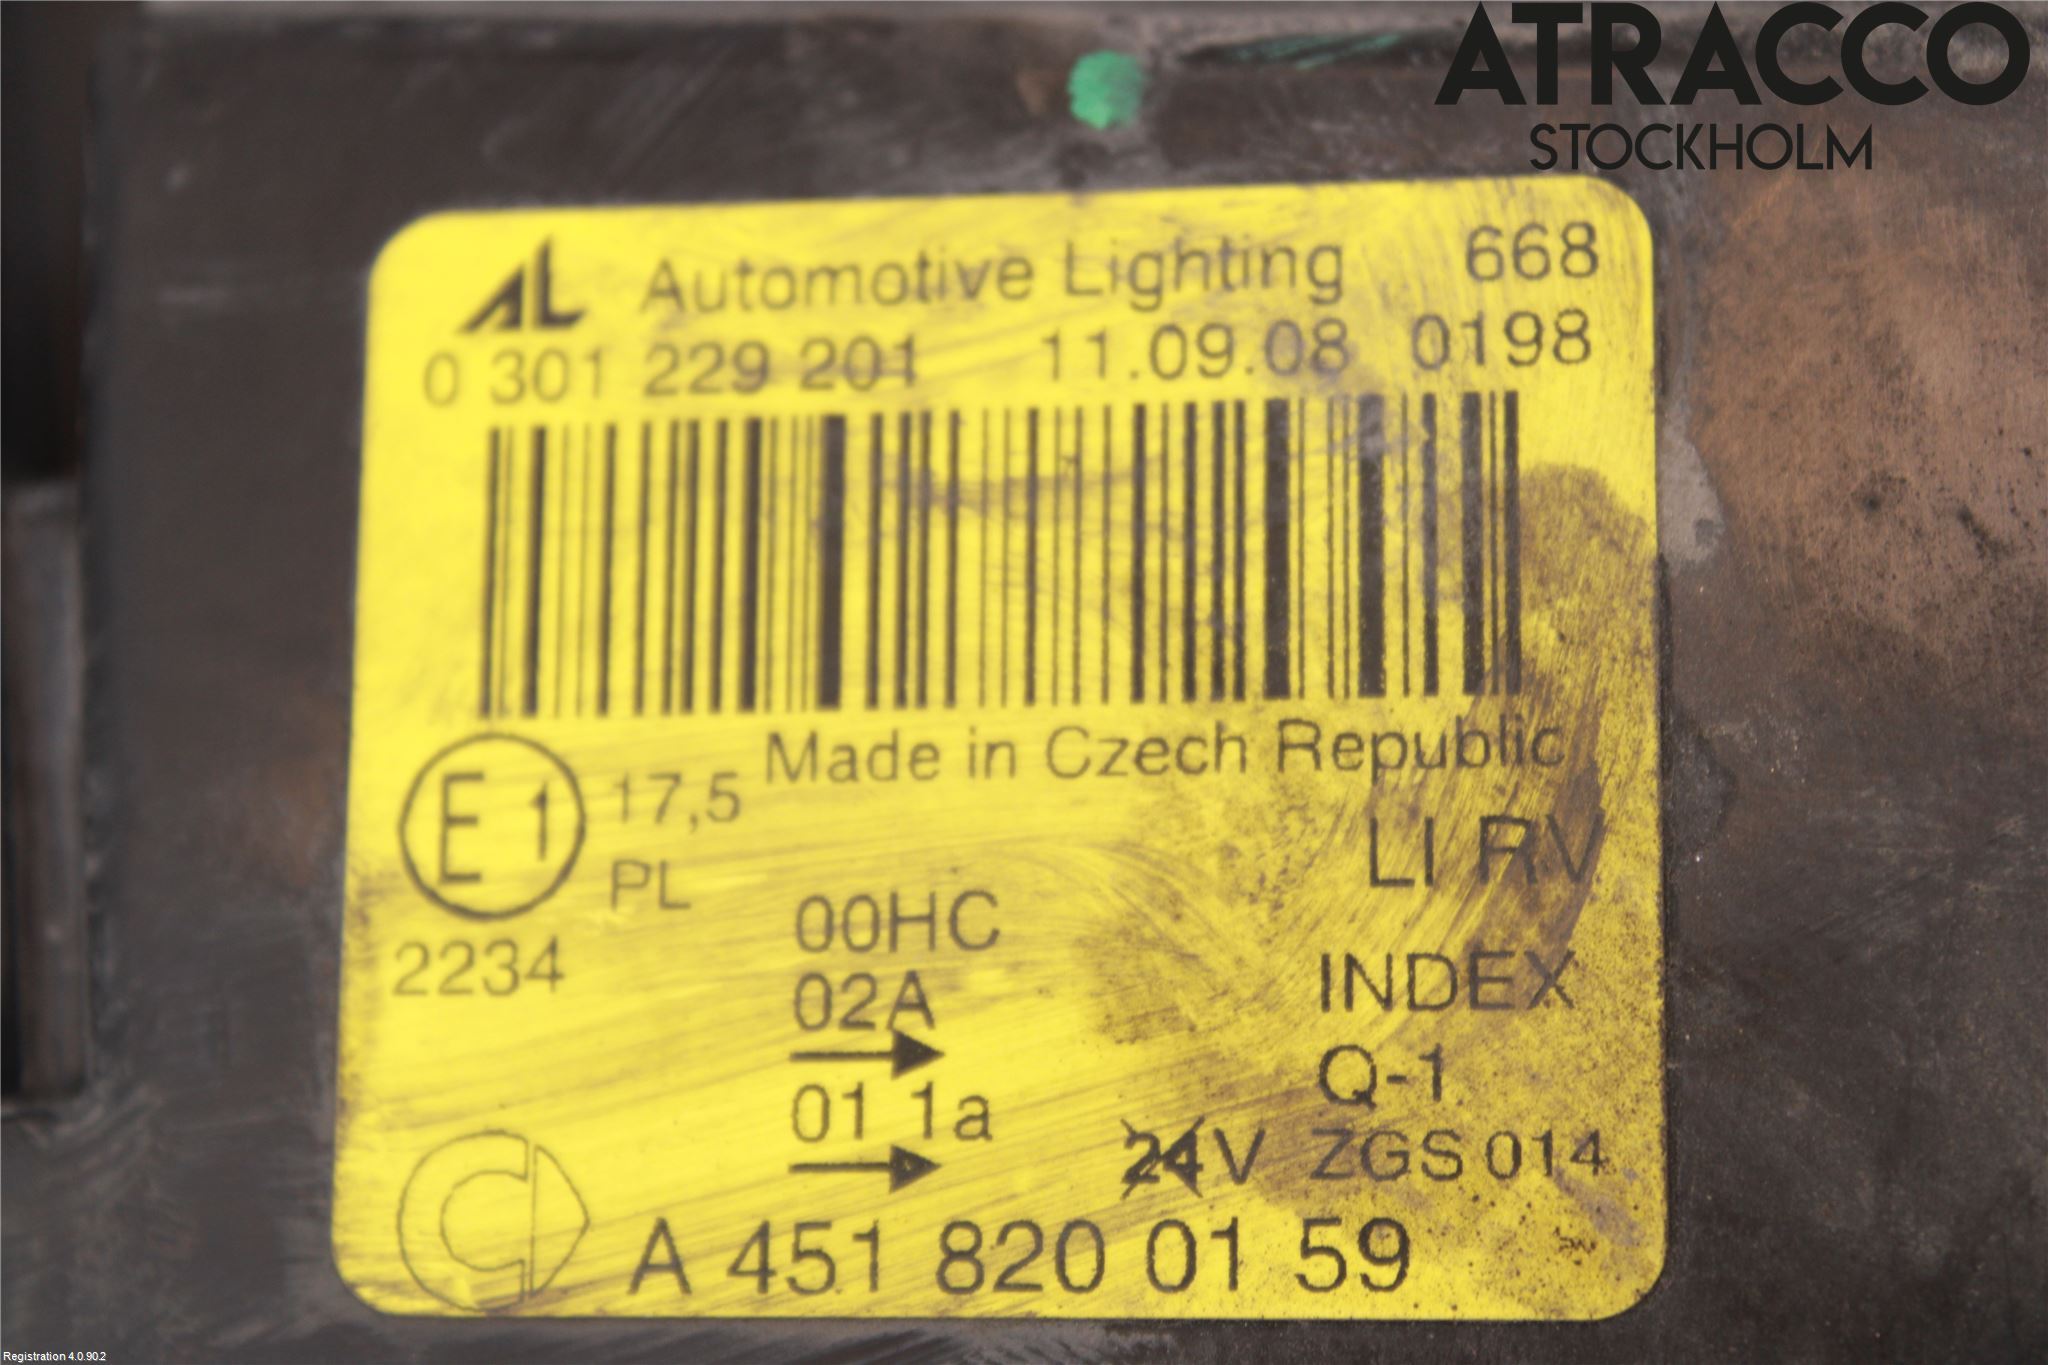 ATRACCO
STOCKHOLM
AL Automotive Lighting 668
0 301 229 201 11.09.08 0198
Made in Czech Republic
E 1 17,5
PL
LI RV
2234
00HC
02A
INDEX
→
Q-1
01 1a
→
24V ZGS 014
A 451 820 01 59
Registration 4.0.90.2